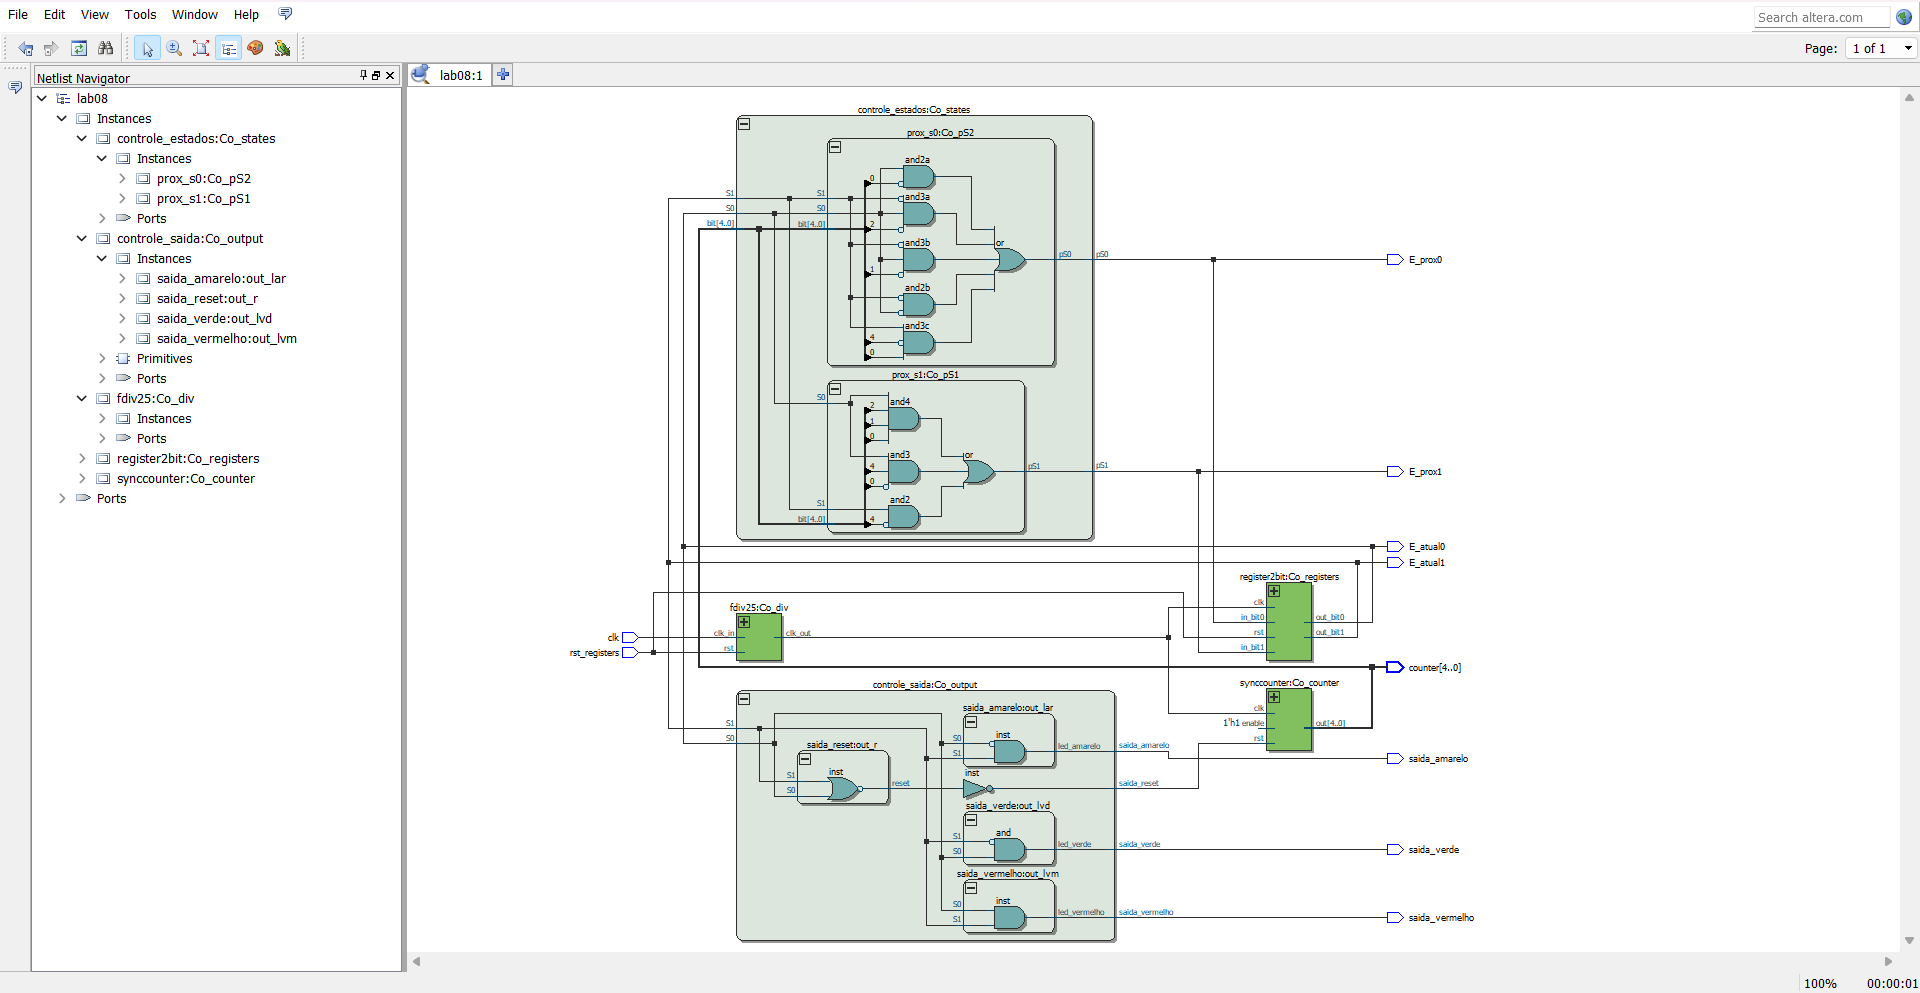 File Edit View Tools Window Help
Search altera.com
Page: 1 of 1
Netlist Navigator
lab08:1
lab08
Instances
controle_estados:Co_states
Instances
prox_s0:Co_pS2
prox_s1:Co_pS1
Ports
controle_saida:Co_output
Instances
saida_amarelo:out_lar
saida_reset:out_r
saida_verde:out_lvd
saida_vermelho:out_lvm
Primitives
Ports
fdiv25:Co_div
Instances
Ports
register2bit:Co_registers
synccounter:Co_counter
Ports
controle_estados:Co_states
prox_s0:Co_pS2
and2a
0
S1 S1
and3a
S0 S0
bit[4..0] bit[4..0] 2
and3b
or
pS0 pS0 E_prox0
1
and2b
and3c
4
0
prox_s1:Co_pS1
S0
and4
2
1
0
and3
or
4
pS1 pS1 E_prox1
0
and2
S1
bit[4..0] 4
E_atual0
E_atual1
register2bit:Co_registers
clk
in_bit0 out_bit0
rst out_bit1
in_bit1
fdiv25:Co_div
clk clk_in clk_out
rst_registers rst
counter[4..0]
synccounter:Co_counter
clk
1'h1 enable out[4..0]
rst
controle_saida:Co_output
S1
S0
saida_amarelo:out_lar
inst
S0
S1
led_amarelo saida_amarelo saida_amarelo
saida_reset:out_r
inst
S1
S0
reset
inst
saida_reset
saida_verde:out_lvd
and
S1
S0
led_verde saida_verde saida_verde
saida_vermelho:out_lvm
inst
S0
S1
led_vermelho saida_vermelho saida_vermelho
100% 00:00:01